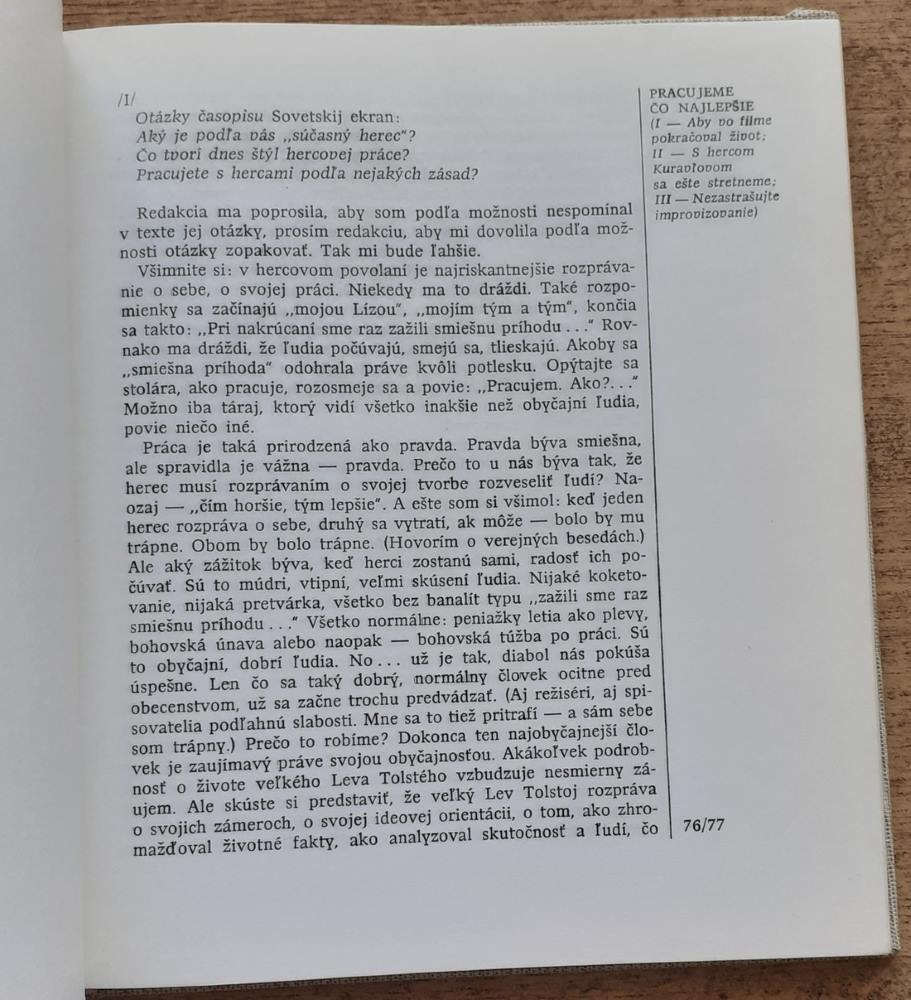 /I/
Otázky časopisu Sovetskij ekran:
Aký je podľa vás „súčasný herec“?
Čo tvorí dnes štýl hercovej práce?
Pracujete s hercami podľa nejakých zásad?
Redakcia ma poprosila, aby som podľa možnosti nespomínal
v texte jej otázky, prosím redakciu, aby mi dovolila podľa mož-
nosti otázky zopakovať. Tak mi bude ľahšie.
Všimnite si: v hercovom povolaní je najriskantnejšie rozpráva-
nie o sebe, o svojej práci. Niekedy ma to dráždi. Také rozpo-
mienky sa začínajú „mojou Lízou“, „mojím tým a tým“, končia
sa takto: „Pri nakrúcaní sme raz zažili smiešnu príhodu...“ Rov-
nako ma dráždi, že ľudia počúvajú, smejú sa, tlieskajú. Akoby sa
„smiešna príhoda“ odohrala práve kvôli potlesku. Opýtajte sa
stolára, ako pracuje, rozosmeje sa a povie: „Pracujem. Ako?...“
Možno iba táraj, ktorý vidí všetko inakšie než obyčajní ľudia,
povie niečo iné.
Práca je taká prirodzená ako pravda. Pravda býva smiešna,
ale spravidla je vážna — pravda. Prečo to u nás býva tak, že
herec musí rozprávaním o svojej tvorbe rozveseliť ľudí? Na-
ozaj — „čím horšie, tým lepšie“. A ešte som si všimol: keď jeden
herec rozpráva o sebe, druhý sa vytratí, ak môže — bolo by mu
trápne. Obom by bolo trápne. (Hovorím o verejných besedách.)
Ale aký zážitok býva, keď herci zostanú sami, radosť ich po-
čúvať. Sú to múdri, vtipní, veľmi skúsení ľudia. Nijaké koketo-
vanie, nijaká pretvárka, všetko bez banalít typu „zažili sme raz
smiešnu príhodu...“ Všetko normálne: peniažky letia ako plevy,
bohovská únava alebo naopak — bohovská túžba po práci. Sú
to obyčajní, dobrí ľudia. No... už je tak, diabol nás pokúša
úspešne. Len čo sa taký dobrý, normálny človek ocitne pred
obecenstvom, už sa začne trochu predvádzať. (Aj režiséri, aj spi-
sovatelia podľahnú slabosti. Mne sa to tiež pritrafí — a sám sebe
som trápny.) Prečo to robíme? Dokonca ten najobyčajnejší člo-
vek je zaujímavý práve svojou obyčajnosťou. Akákoľvek podrob-
nosť o živote veľkého Leva Tolstého vzbudzuje nesmierny zá-
ujem. Ale skúste si predstaviť, že veľký Lev Tolstoj rozpráva
o svojich zámeroch, o svojej ideovej orientácii, o tom, ako zhro-
mažďoval životné fakty, ako analyzoval skutočnosť a ľudí, čo
PRACUJEME
ČO NAJLEPŠIE
(I — Aby vo filme
pokračoval život;
II — S hercom
Kuravľovom
sa ešte stretneme;
III — Nezastrašujte
improvizovanie)
76/77